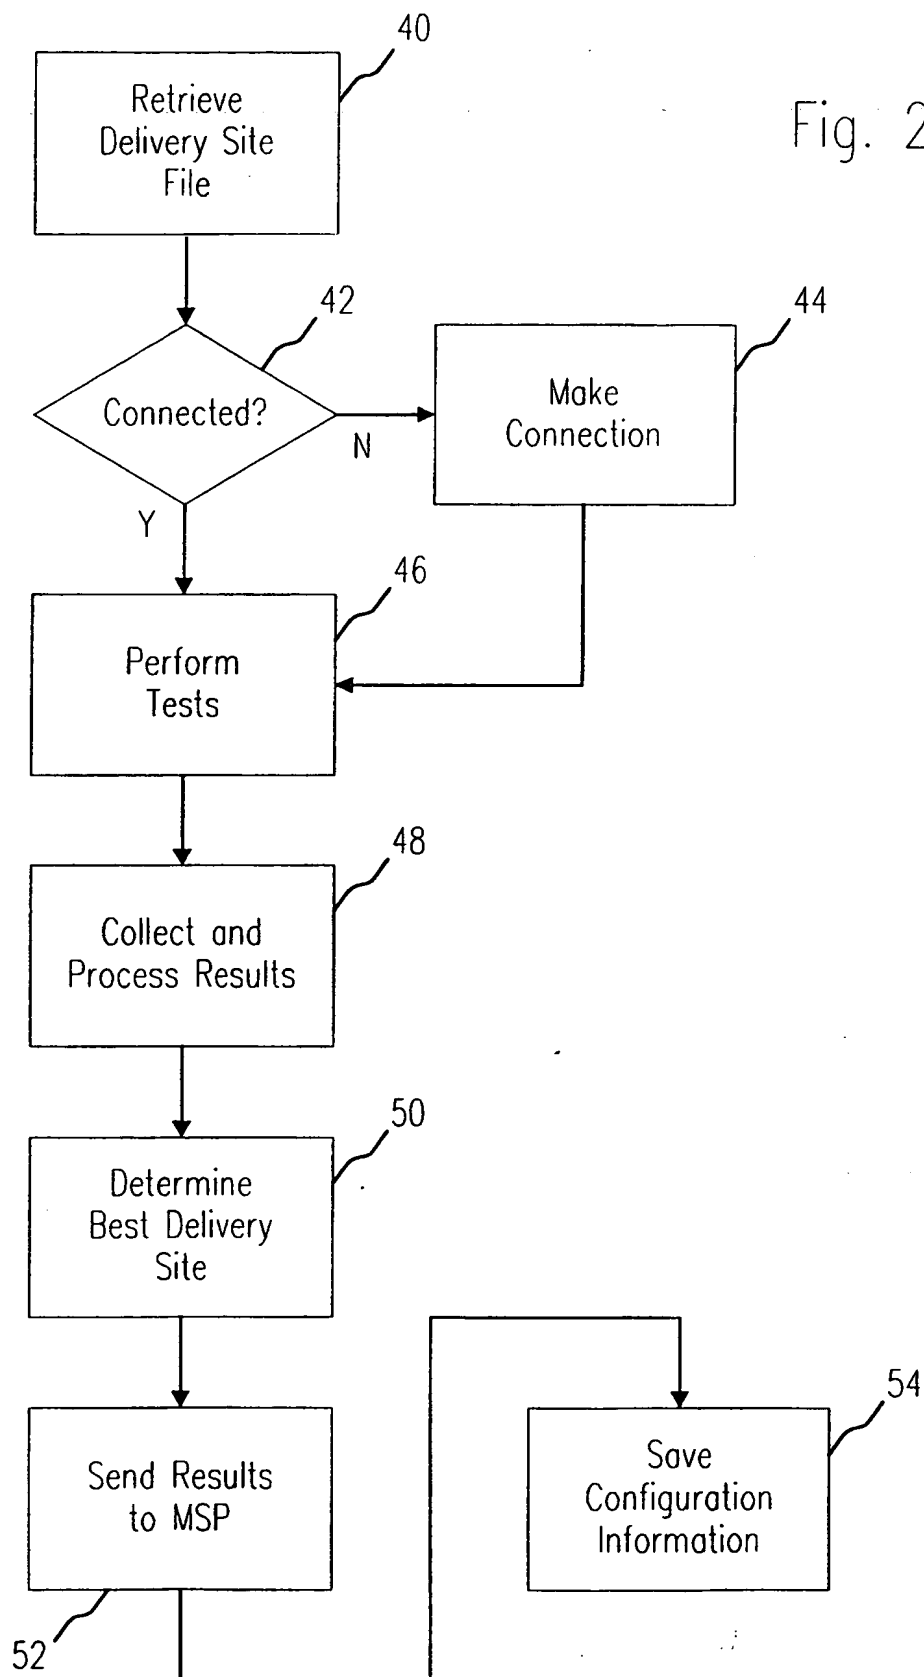 40
Retrieve
Delivery Site
File
Fig. 2
42
Connected?
N
Y
44
Make
Connection
46
Perform
Tests
48
Collect and
Process Results
50
Determine
Best Delivery
Site
Send Results
to MSP
52
54
Save
Configuration
Information